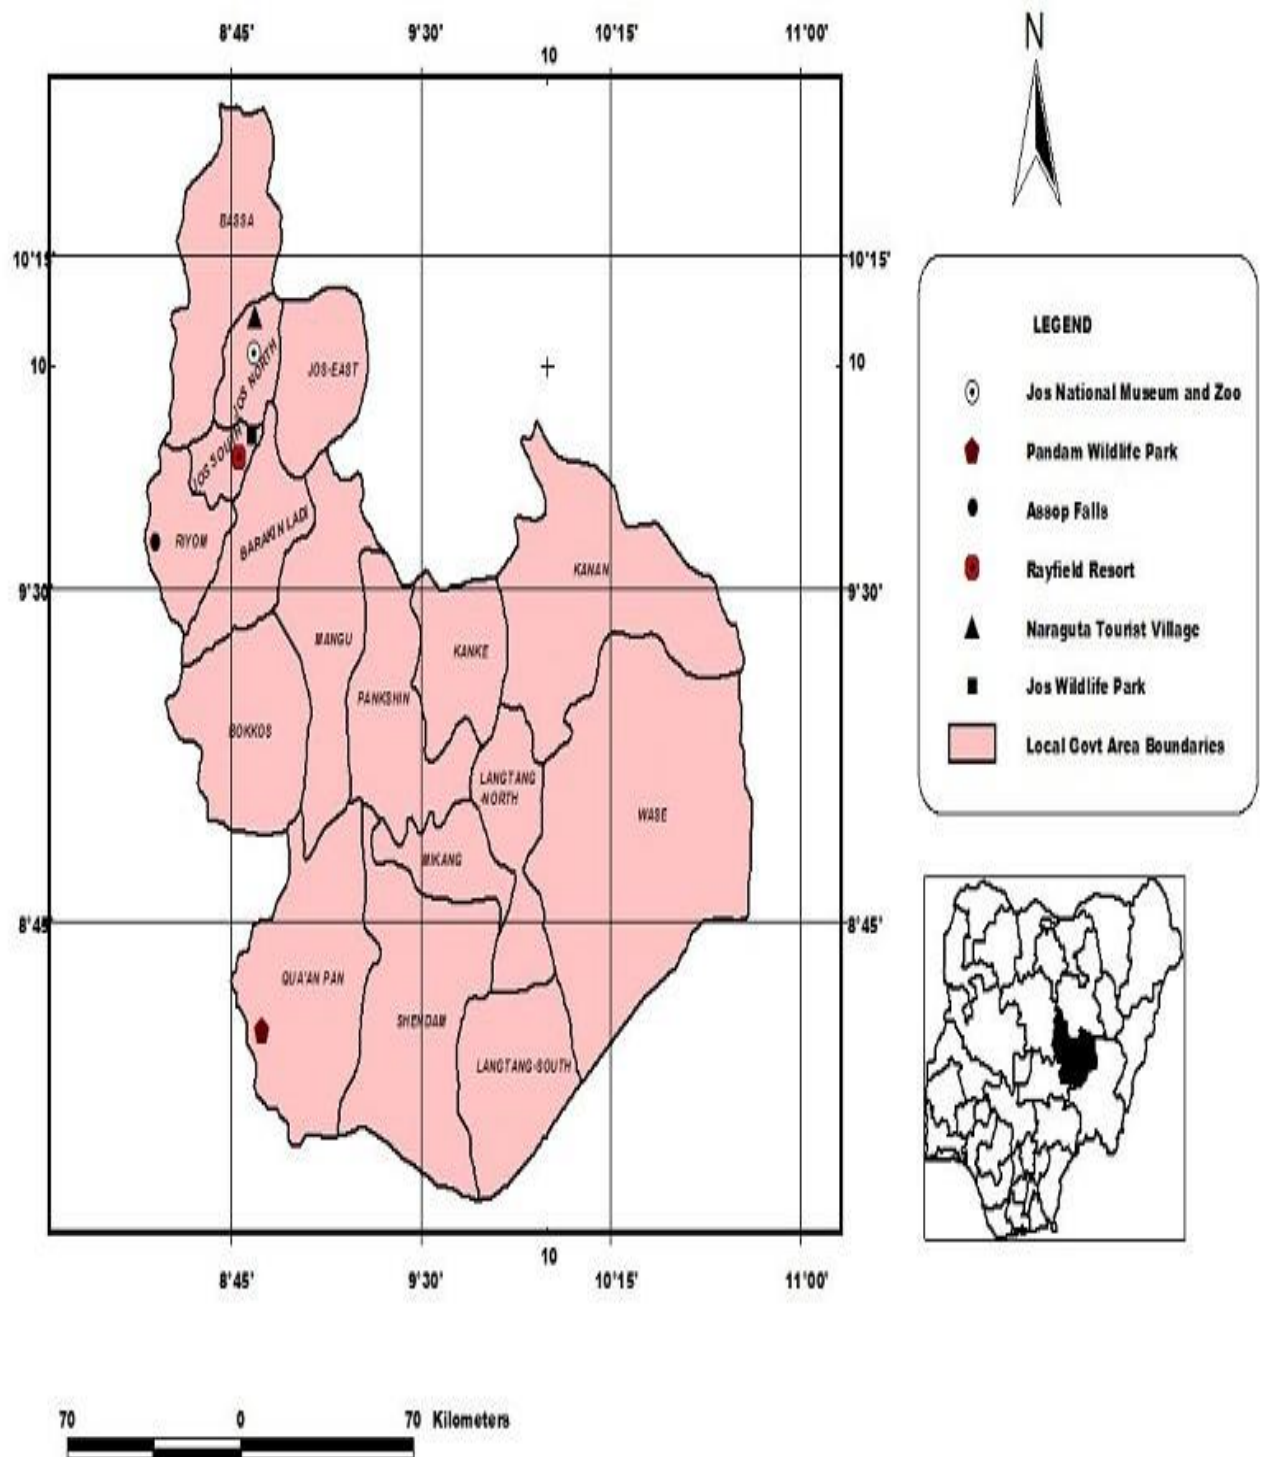 8'45' 9'30' 10'15' 11'00'
10
N
BASSA
10'15' 10'15'
LEGEND
JOS NORTH
JOS-EAST
10 10
Jos National Museum and Zoo
JOS SOUTH
Pandam Wildlife Park
BARAKIN LADI
Assop Falls
RIYOM
KANAN
Rayfield Resort
9'30' 9'30'
MANGU
KANKE
Naraguta Tourist Village
PANKSHIN
Jos Wildlife Park
BOKKOS
Local Govt Area Boundaries
LANGTANG
-NORTH
WASE
MIKANG
8'45' 8'45'
QUA'AN PAN
SHENDAM
LANGTANG-SOUTH
10
8'45' 9'30' 10'15' 11'00'
70 0 70 Kilometers